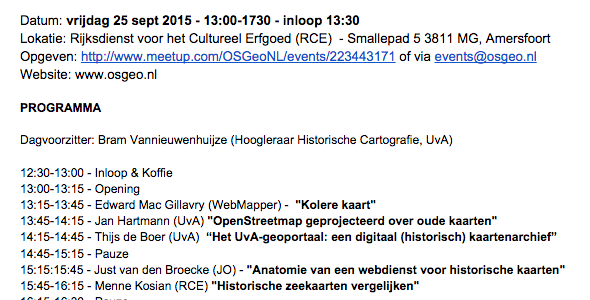 Datum: vrijdag 25 sept 2015 - 13:00-1730 - inloop 13:30
Lokatie: Rijksdienst voor het Cultureel Erfgoed (RCE) - Smallepad 5 3811 MG, Amersfoort
Opgeven: http://www.meetup.com/OSGeoNL/events/223443171 of via events@osgeo.nl
Website: www.osgeo.nl
PROGRAMMA
Dagvoorzitter: Bram Vannieuwenhuijze (Hoogleraar Historische Cartografie, UvA)
12:30-13:00 - Inloop & Koffie
13:00-13:15 - Opening
13:15-13:45 - Edward Mac Gillavry (WebMapper) - "Kolere kaart"
13:45-14:15 - Jan Hartmann (UvA) "OpenStreetmap geprojecteerd over oude kaarten"
14:15-14:45 - Thijs de Boer (UvA) “Het UvA-geoportaal: een digitaal (historisch) kaartenarchief”
14:45-15:15 - Pauze
15:15:15:45 - Just van den Broecke (JO) - "Anatomie van een webdienst voor historische kaarten"
15:45-16:15 - Menne Kosian (RCE) "Historische zeekaarten vergelijken"
16:15-16:30 - Pauze